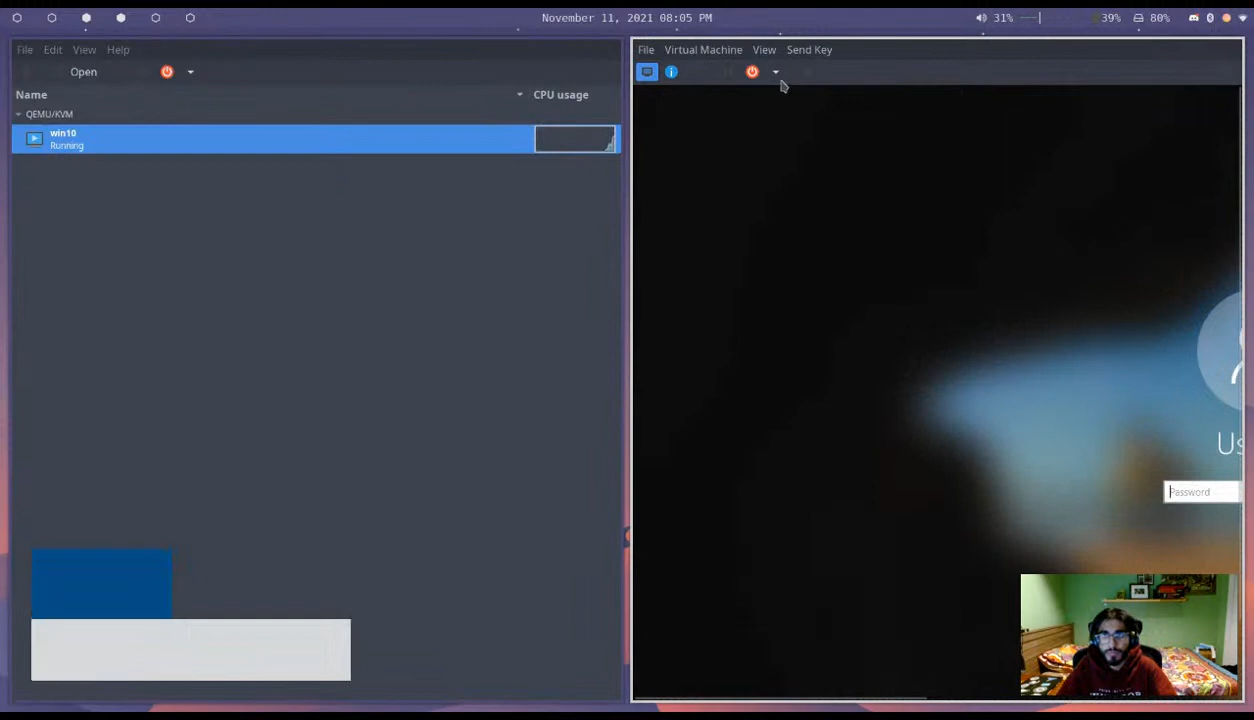 November 11, 2021 08:05 PM
31%
39%
80%
File Edit View Help
Open
Name
CPU usage
QEMU/KVM
win10
Running
File Virtual Machine View Send Key
Us
Password